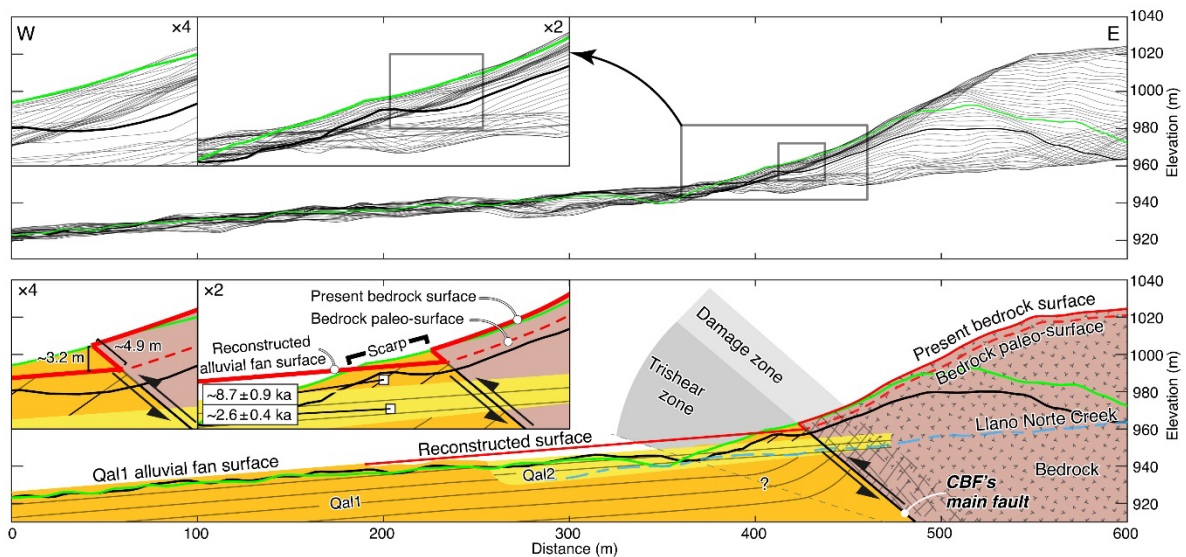 W
×4
×2
E
1040
1020
1000
980
960
940
920
Elevation (m)
×4
×2
Present bedrock surface
Bedrock paleo-surface
Reconstructed
alluvial fan surface
Scarp
~3.2 m
~4.9 m
~8.7±0.9 ka
~2.6±0.4 ka
Damage zone
Trishear
zone
Present bedrock surface
Bedrock paleo-surface
Llano Norte Creek
Reconstructed surface
Qal1 alluvial fan surface
Qal2
Qal1
?
Bedrock
CBF's
main fault
1040
1020
1000
980
960
940
920
Elevation (m)
0
100
200
300
400
500
600
Distance (m)